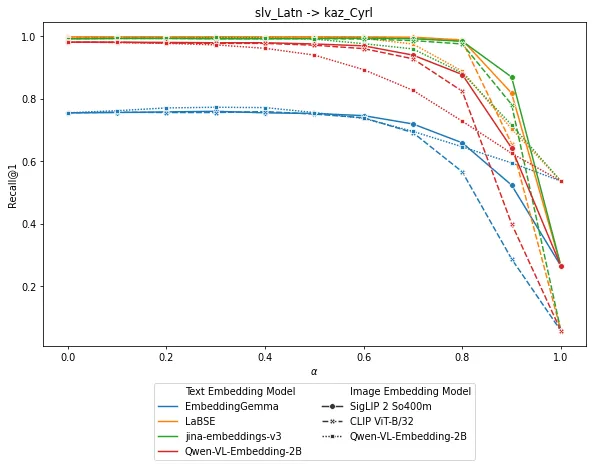 slv_Latn -> kaz_Cyrl
Recall@1
1.0
0.8
0.6
0.4
0.2
0.0 0.2 0.4 0.6 0.8 1.0
α
Text Embedding Model Image Embedding Model
EmbeddingGemma SigLIP 2 So400m
LaBSE CLIP ViT-B/32
jina-embeddings-v3 Qwen-VL-Embedding-2B
Qwen-VL-Embedding-2B